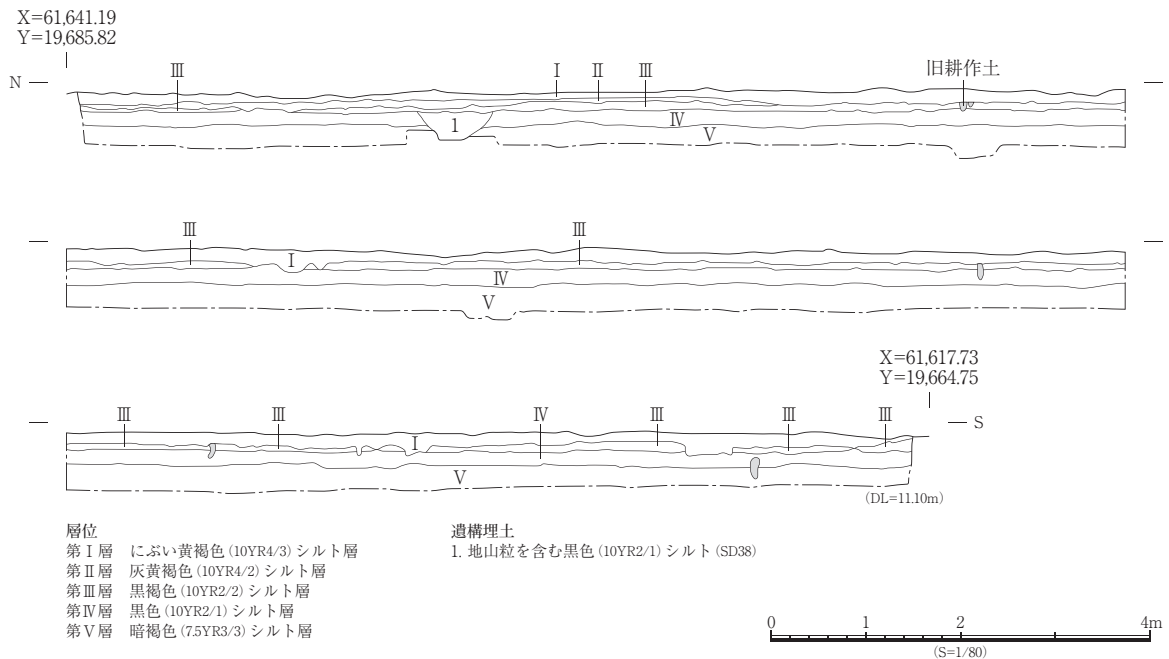 X=61,641.19
Y=19,685.82
N
Ⅲ Ⅰ Ⅱ Ⅲ 旧耕作土
1 Ⅳ Ⅴ
Ⅲ Ⅲ
Ⅰ Ⅳ Ⅴ
X=61,617.73
Y=19,664.75
Ⅲ Ⅲ Ⅳ Ⅲ Ⅲ Ⅲ S
Ⅰ Ⅴ
(DL=11.10m)
層位
第Ⅰ層 にぶい黄褐色(10YR4/3)シルト層
第Ⅱ層 灰黄褐色(10YR4/2)シルト層
第Ⅲ層 黒褐色(10YR2/2)シルト層
第Ⅳ層 黒色(10YR2/1)シルト層
第Ⅴ層 暗褐色(7.5YR3/3)シルト層
遺構埋土
1. 地山粒を含む黒色(10YR2/1)シルト(SD38)
0 1 2 4m
(S=1/80)